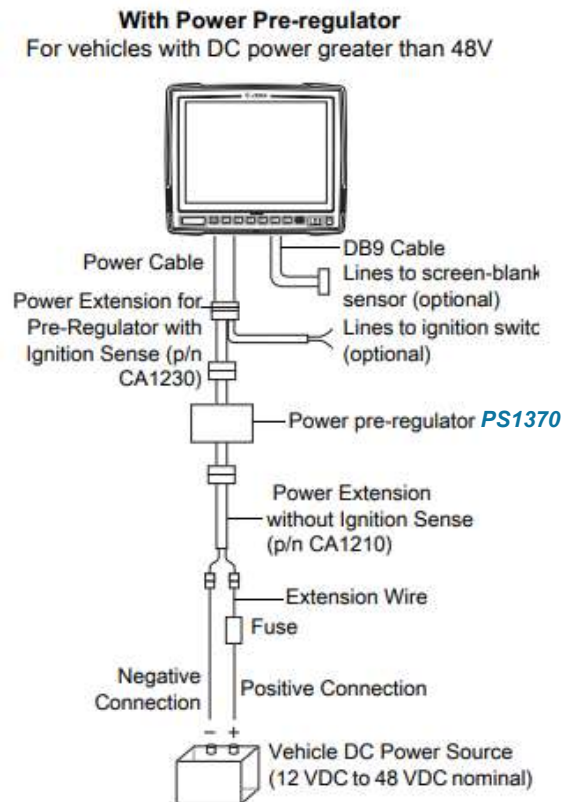 With Power Pre-regulator
For vehicles with DC power greater than 48V
Power Cable
DB9 Cable
Lines to screen-blank
sensor (optional)
Power Extension for
Pre-Regulator with
Ignition Sense (p/n
CA1230)
Lines to ignition switc
(optional)
Power pre-regulator PS1370
Power Extension
without Ignition Sense
(p/n CA1210)
Extension Wire
Fuse
Negative
Connection
Positive Connection
- +
Vehicle DC Power Source
(12 VDC to 48 VDC nominal)